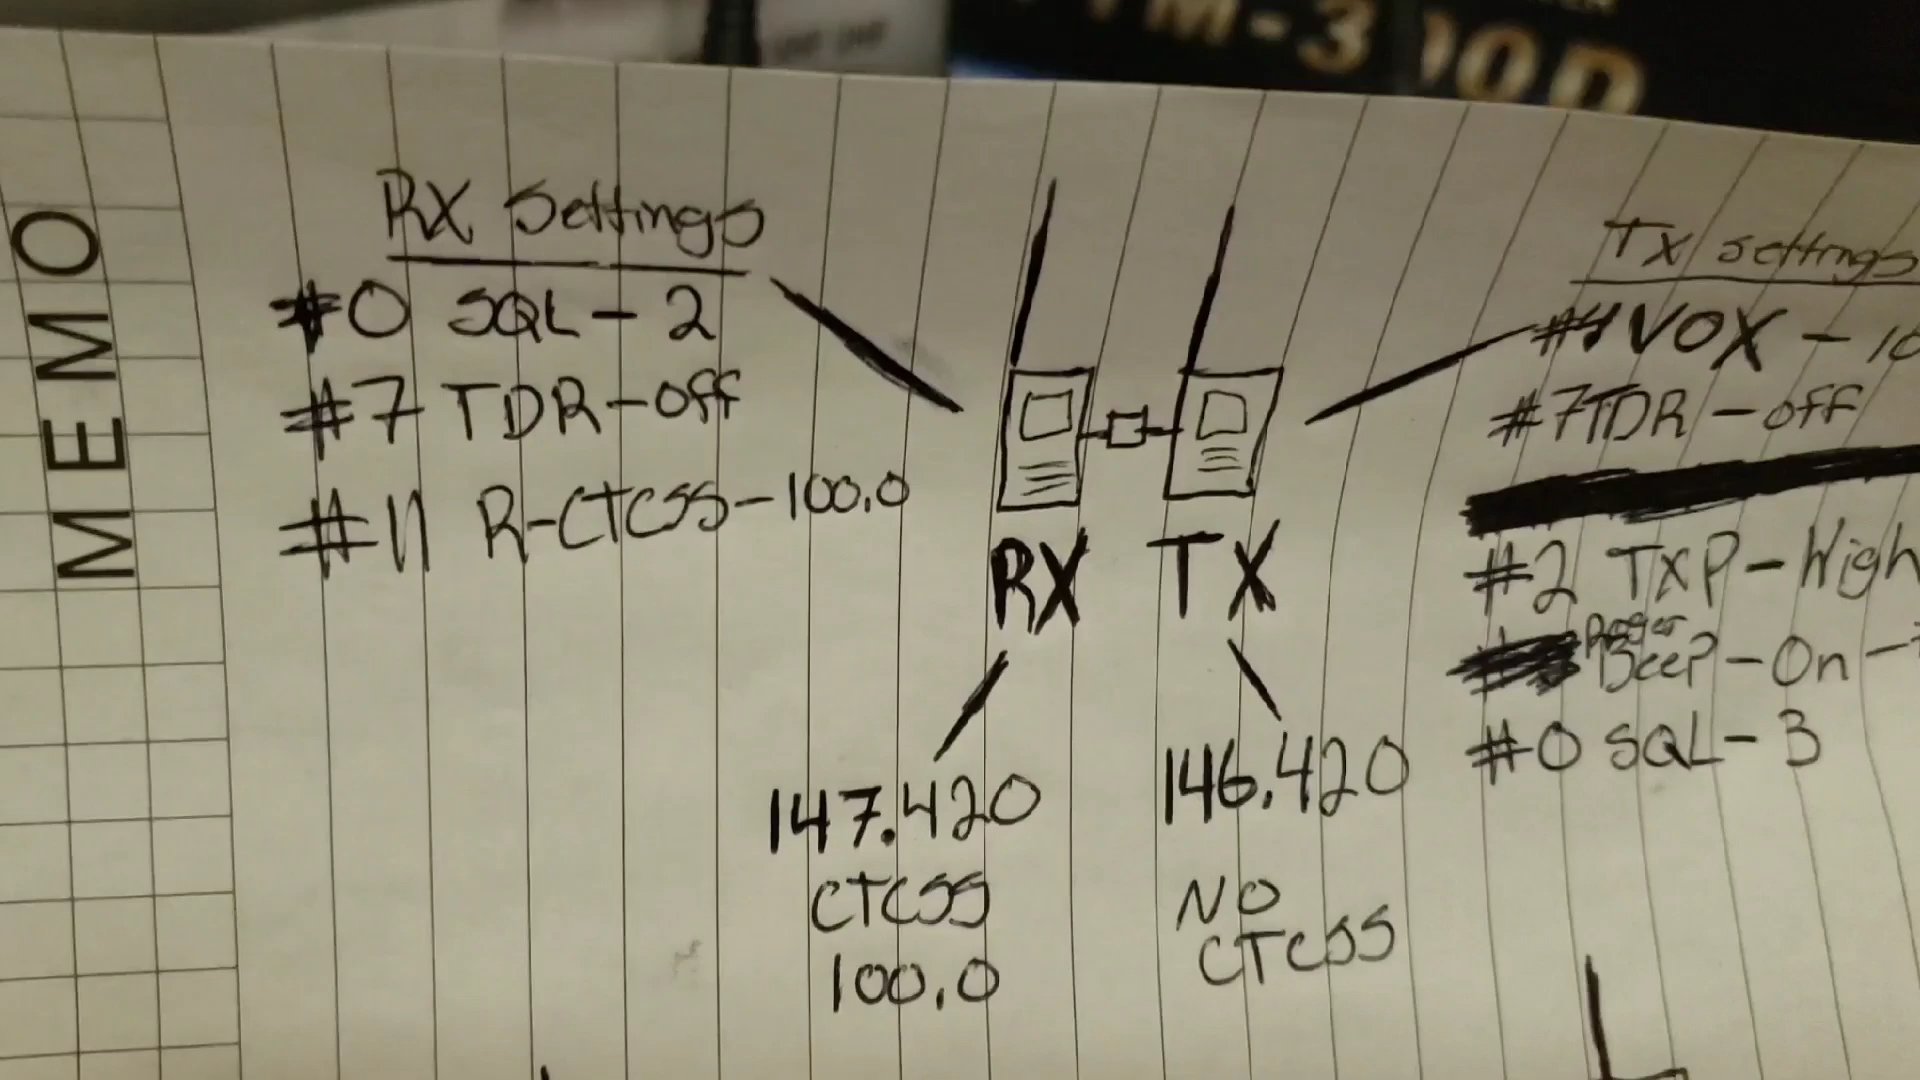 MEMO
RX Settings
#0 SQL - 2
#7 TDR - off
#11 R-CTCSS - 100.0
RX
TX
147.420
CTCSS
100.0
146.420
NO
CTCSS
TX settings
VOX - 10
#7 TDR - off
#2 TXP - High
Roger
Beep - On -
#0 SQL - 3